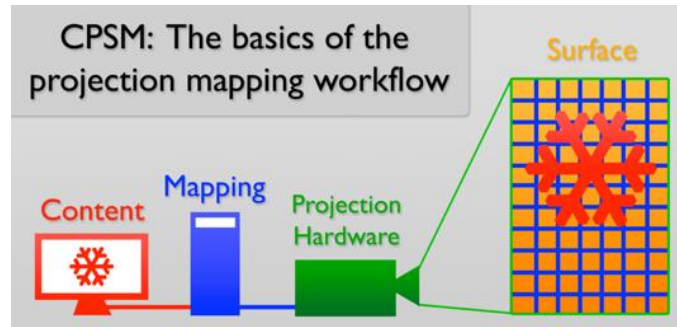 CPSM: The basics of the
projection mapping workflow
Surface
Mapping
Content
Projection
Hardware